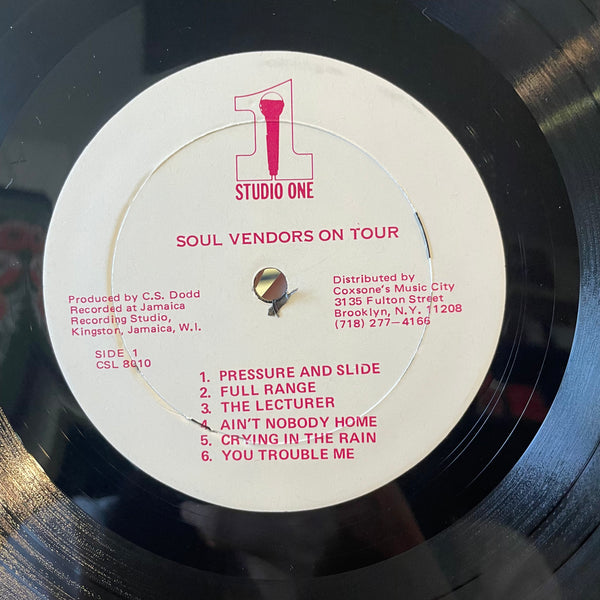 1
STUDIO ONE
SOUL VENDORS ON TOUR
Produced by C.S. Dodd
Recorded at Jamaica
Recording Studio,
Kingston, Jamaica, W.I.
SIDE 1
CSL 8010
Distributed by
Coxsone's Music City
3135 Fulton Street
Brooklyn, N.Y. 11208
(718) 277-4166
1. PRESSURE AND SLIDE
2. FULL RANGE
3. THE LECTURER
4. AIN'T NOBODY HOME
5. CRYING IN THE RAIN
6. YOU TROUBLE ME